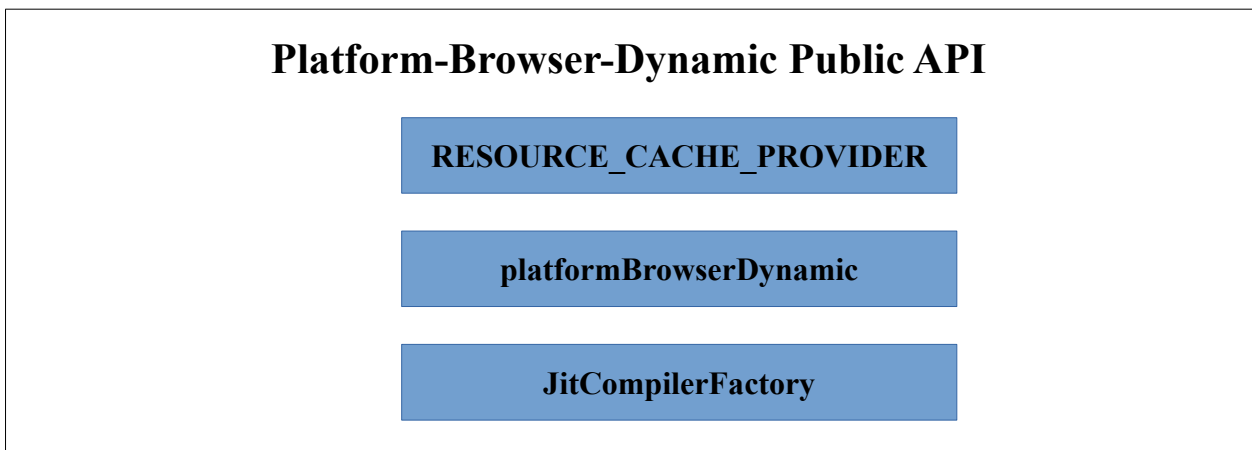 Platform-Browser-Dynamic Public API
RESOURCE_CACHE_PROVIDER
platformBrowserDynamic
JitCompilerFactory